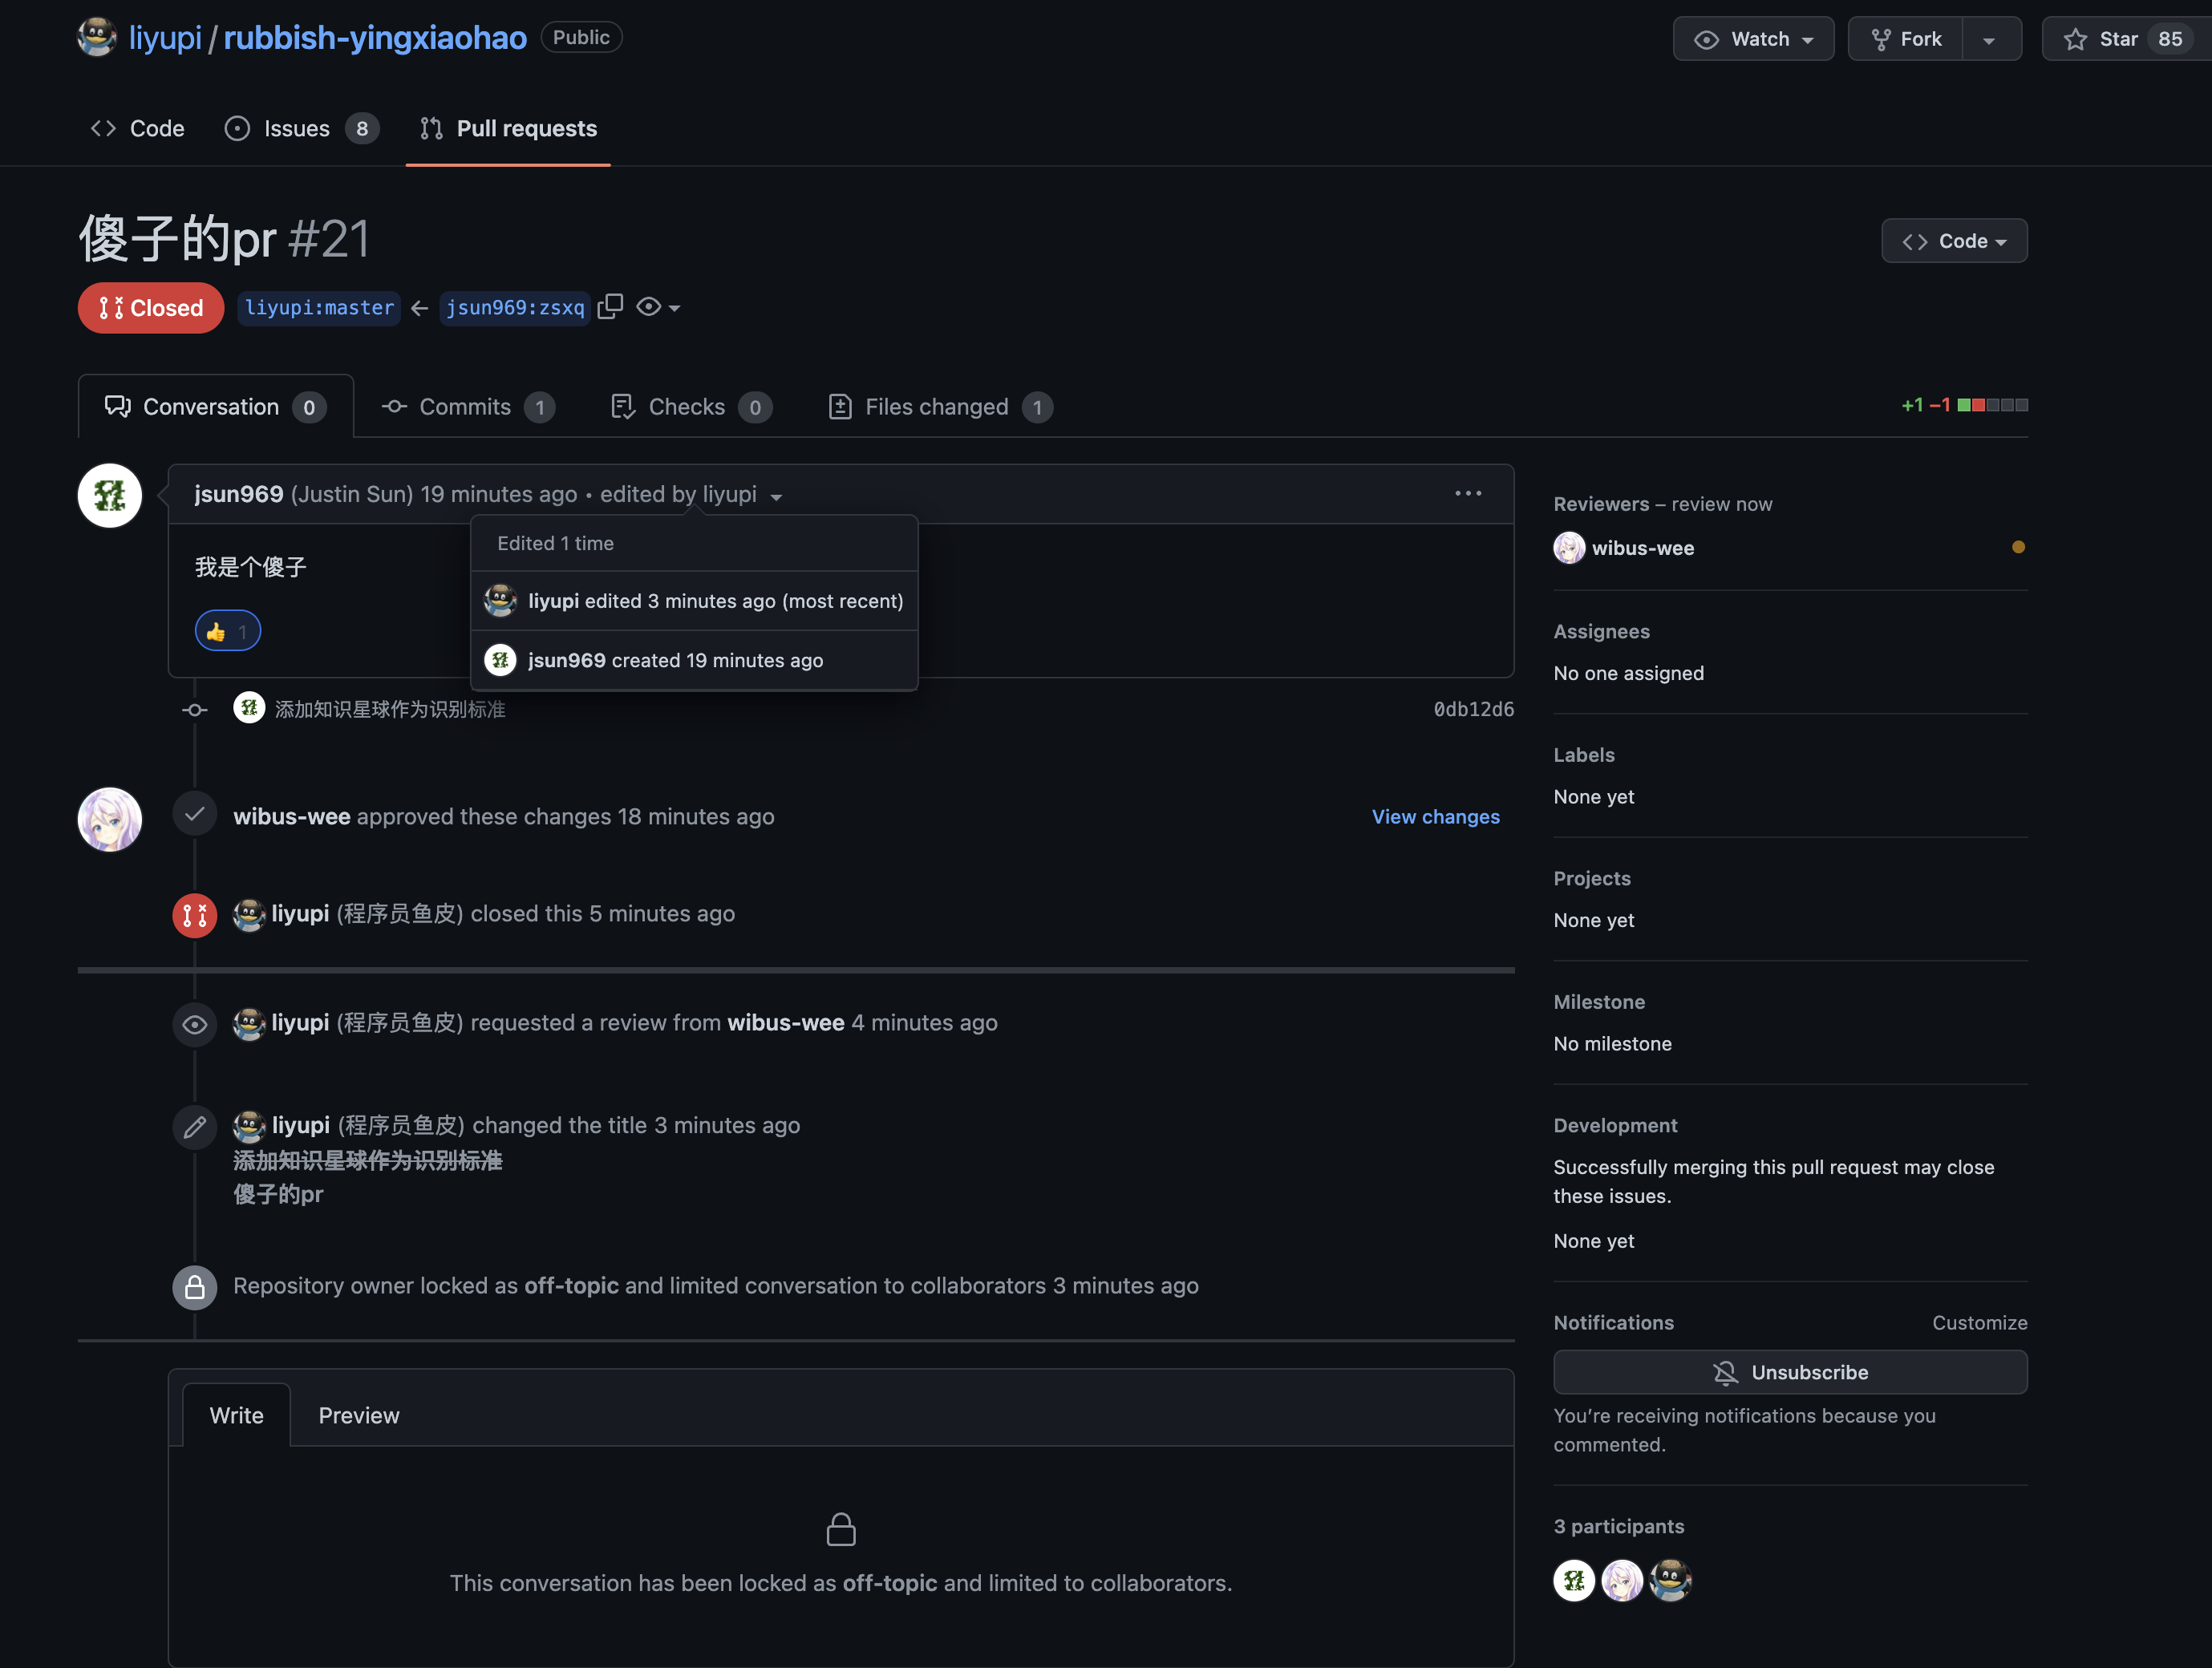 liyupi / rubbish-yingxiaohao Public
Watch Fork Star 85
Code Issues 8 Pull requests
傻子的pr #21
Code
Closed liyupi:master ← jsun969:zsxq
Conversation 0 Commits 1 Checks 0 Files changed 1
+1 −1
jsun969 (Justin Sun) 19 minutes ago • edited by liyupi
Edited 1 time
liyupi edited 3 minutes ago (most recent)
jsun969 created 19 minutes ago
我是个傻子
👍 1
添加知识星球作为识别标准 0db12d6
wibus-wee approved these changes 18 minutes ago View changes
liyupi (程序员鱼皮) closed this 5 minutes ago
liyupi (程序员鱼皮) requested a review from wibus-wee 4 minutes ago
liyupi (程序员鱼皮) changed the title 3 minutes ago
添加知识星球作为识别标准
傻子的pr
Repository owner locked as off-topic and limited conversation to collaborators 3 minutes ago
Write Preview
This conversation has been locked as off-topic and limited to collaborators.
Reviewers – review now
wibus-wee
Assignees
No one assigned
Labels
None yet
Projects
None yet
Milestone
No milestone
Development
Successfully merging this pull request may close
these issues.
None yet
Notifications Customize
Unsubscribe
You’re receiving notifications because you
commented.
3 participants